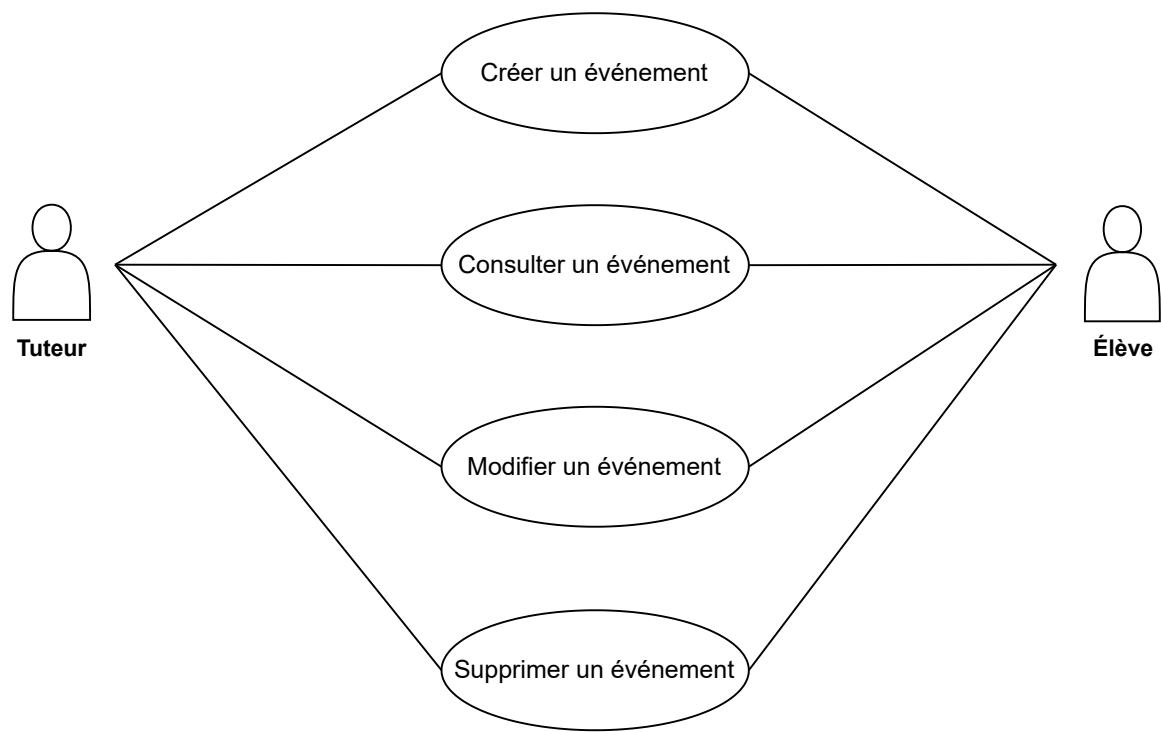 Créer un événement
Consulter un événement
Tuteur
Élève
Modifier un événement
Supprimer un événement